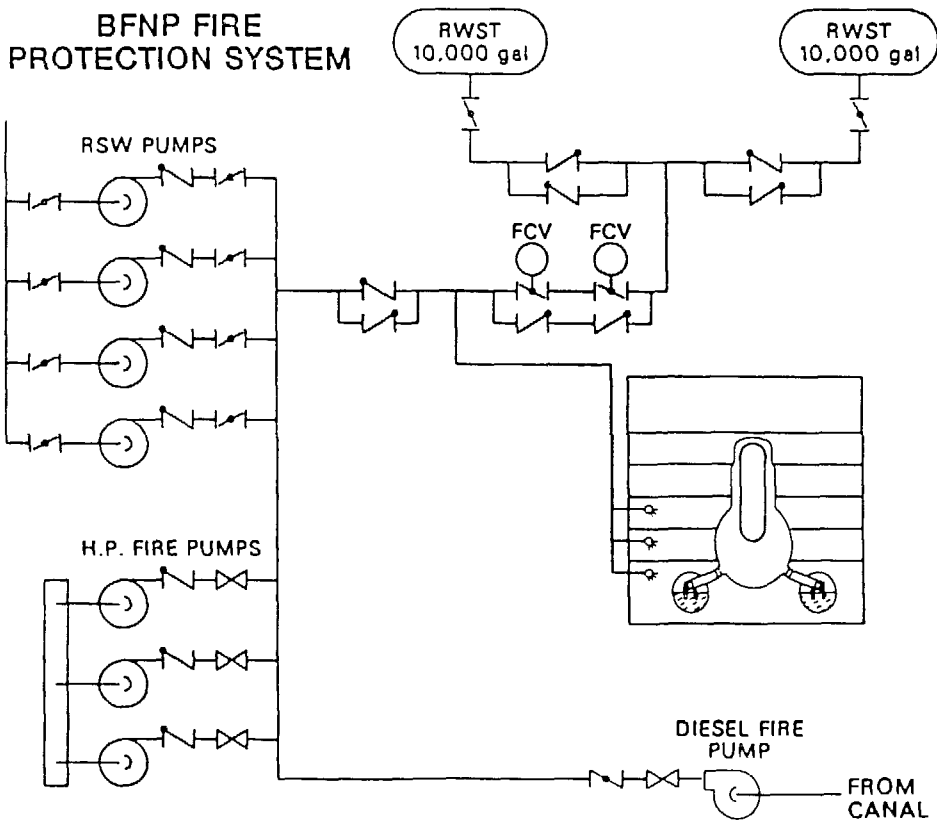 BFNP FIRE
PROTECTION SYSTEM
RWST
10,000 gal
RWST
10,000 gal
RSW PUMPS
FCV
FCV
H.P. FIRE PUMPS
DIESEL FIRE
PUMP
FROM
CANAL